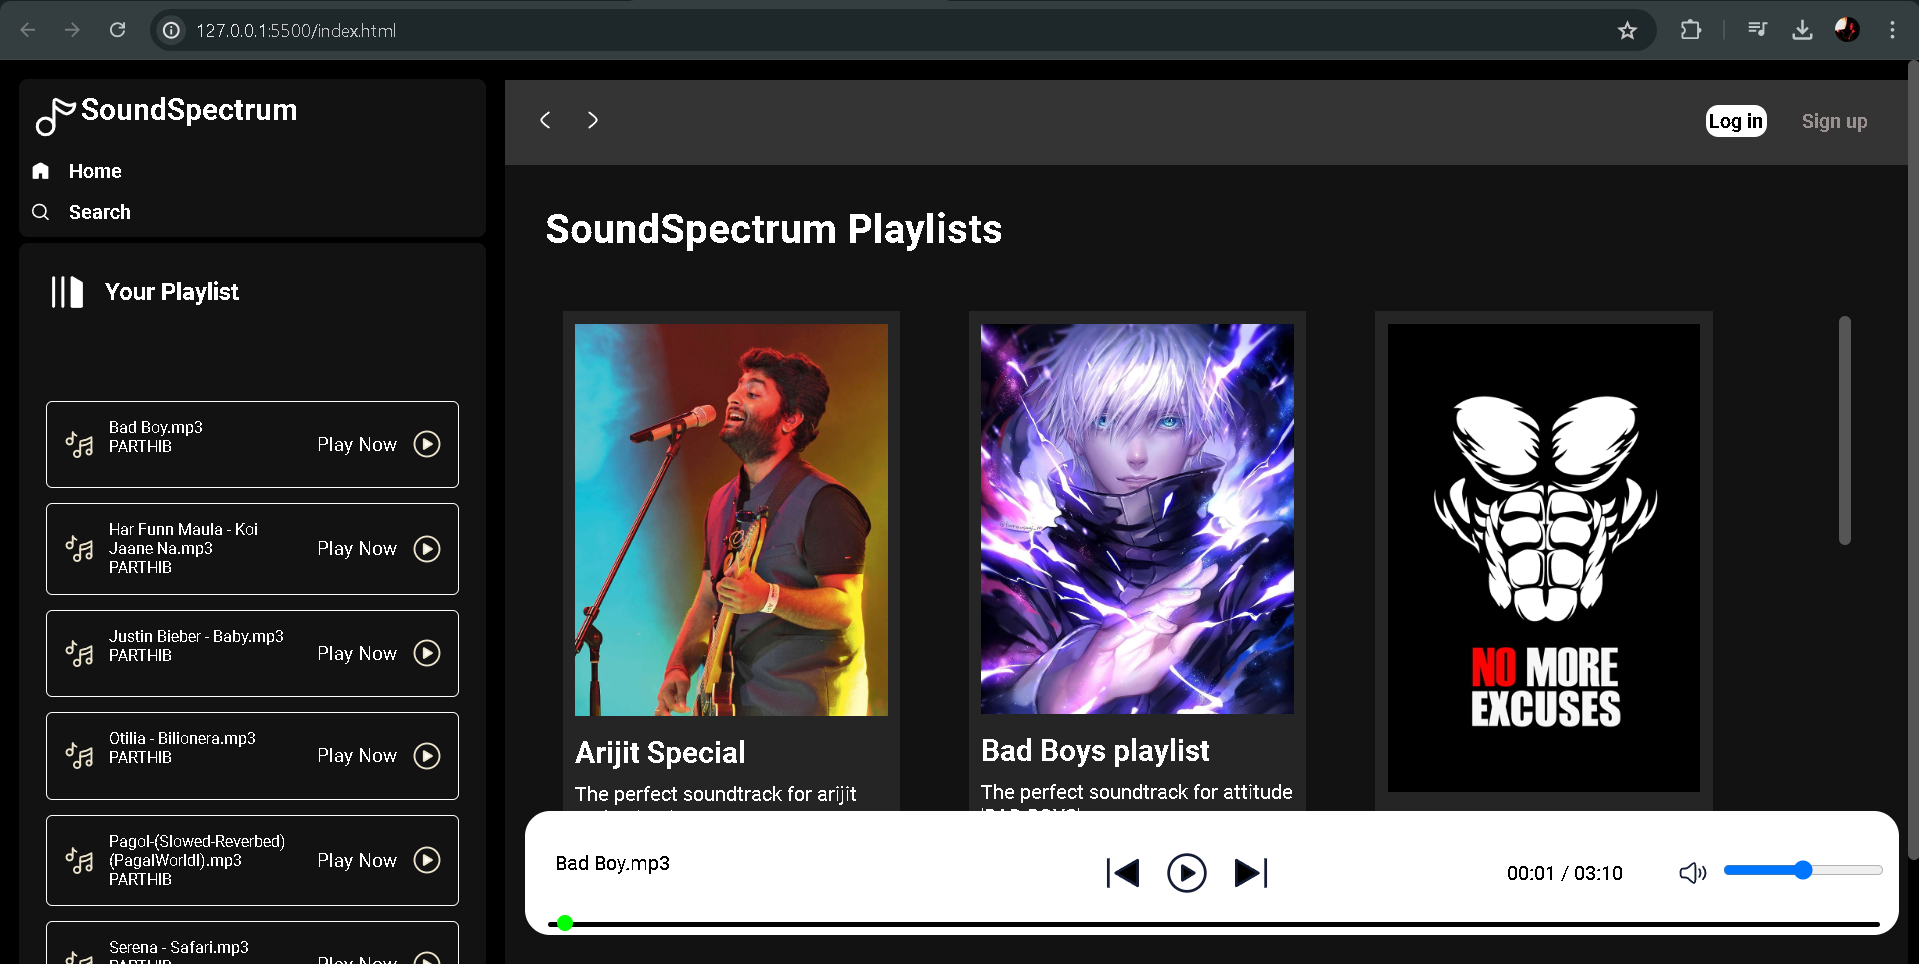 127.0.0.1:5500/index.html
SoundSpectrum
Home
Search
Your Playlist
Bad Boy.mp3
PARTHIB
Play Now
Har Funn Maula - Koi
Jaane Na.mp3
PARTHIB
Play Now
Justin Bieber - Baby.mp3
PARTHIB
Play Now
Otilia - Bilionera.mp3
PARTHIB
Play Now
Pagol-(Slowed-Reverbed)
(PagalWorldl).mp3
PARTHIB
Play Now
Serena - Safari.mp3
PARTHIB
Play Now
Log in
Sign up
SoundSpectrum Playlists
NO MORE
EXCUSES
Arijit Special
The perfect soundtrack for arijit
Bad Boys playlist
The perfect soundtrack for attitude
Bad Boy.mp3
00:01 / 03:10